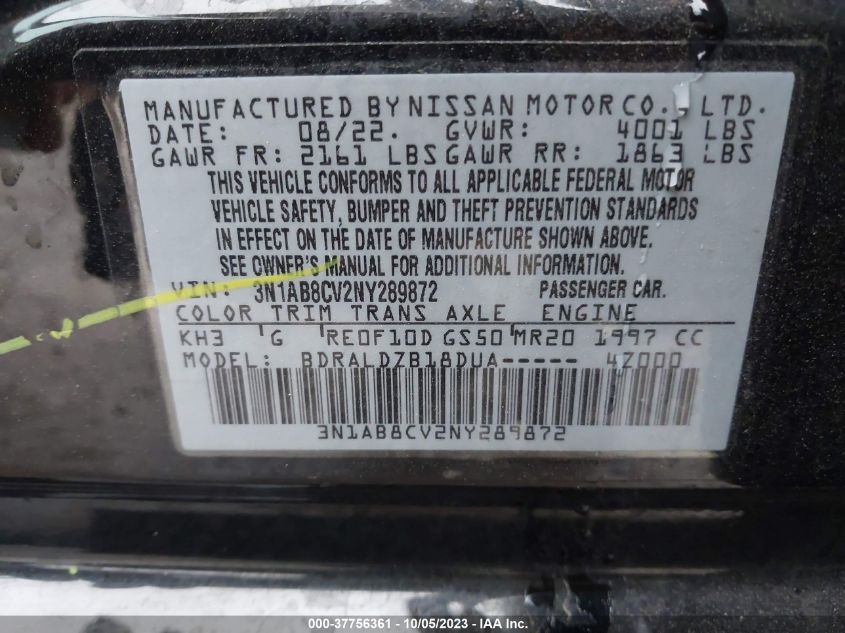 MANUFACTURED BY NISSAN MOTOR CO., LTD.
DATE: 08/22. GVWR: 4001 LBS
GAWR FR: 2161 LBS GAWR RR: 1863 LBS
THIS VEHICLE CONFORMS TO ALL APPLICABLE FEDERAL MOTOR
VEHICLE SAFETY, BUMPER AND THEFT PREVENTION STANDARDS
IN EFFECT ON THE DATE OF MANUFACTURE SHOWN ABOVE.
SEE OWNER'S MANUAL FOR ADDITIONAL INFORMATION.
VIN: 3N1AB8CV2NY289872 PASSENGER CAR.
COLOR TRIM TRANS AXLE ENGINE
KH3 'G 'RE0F10D GS50'MR20 1997 CC
MODEL: BDRALDZB18DUA----- 4Z000
3N1AB8CV2NY289872
000-37756361 - 10/05/2023 - IAA Inc.